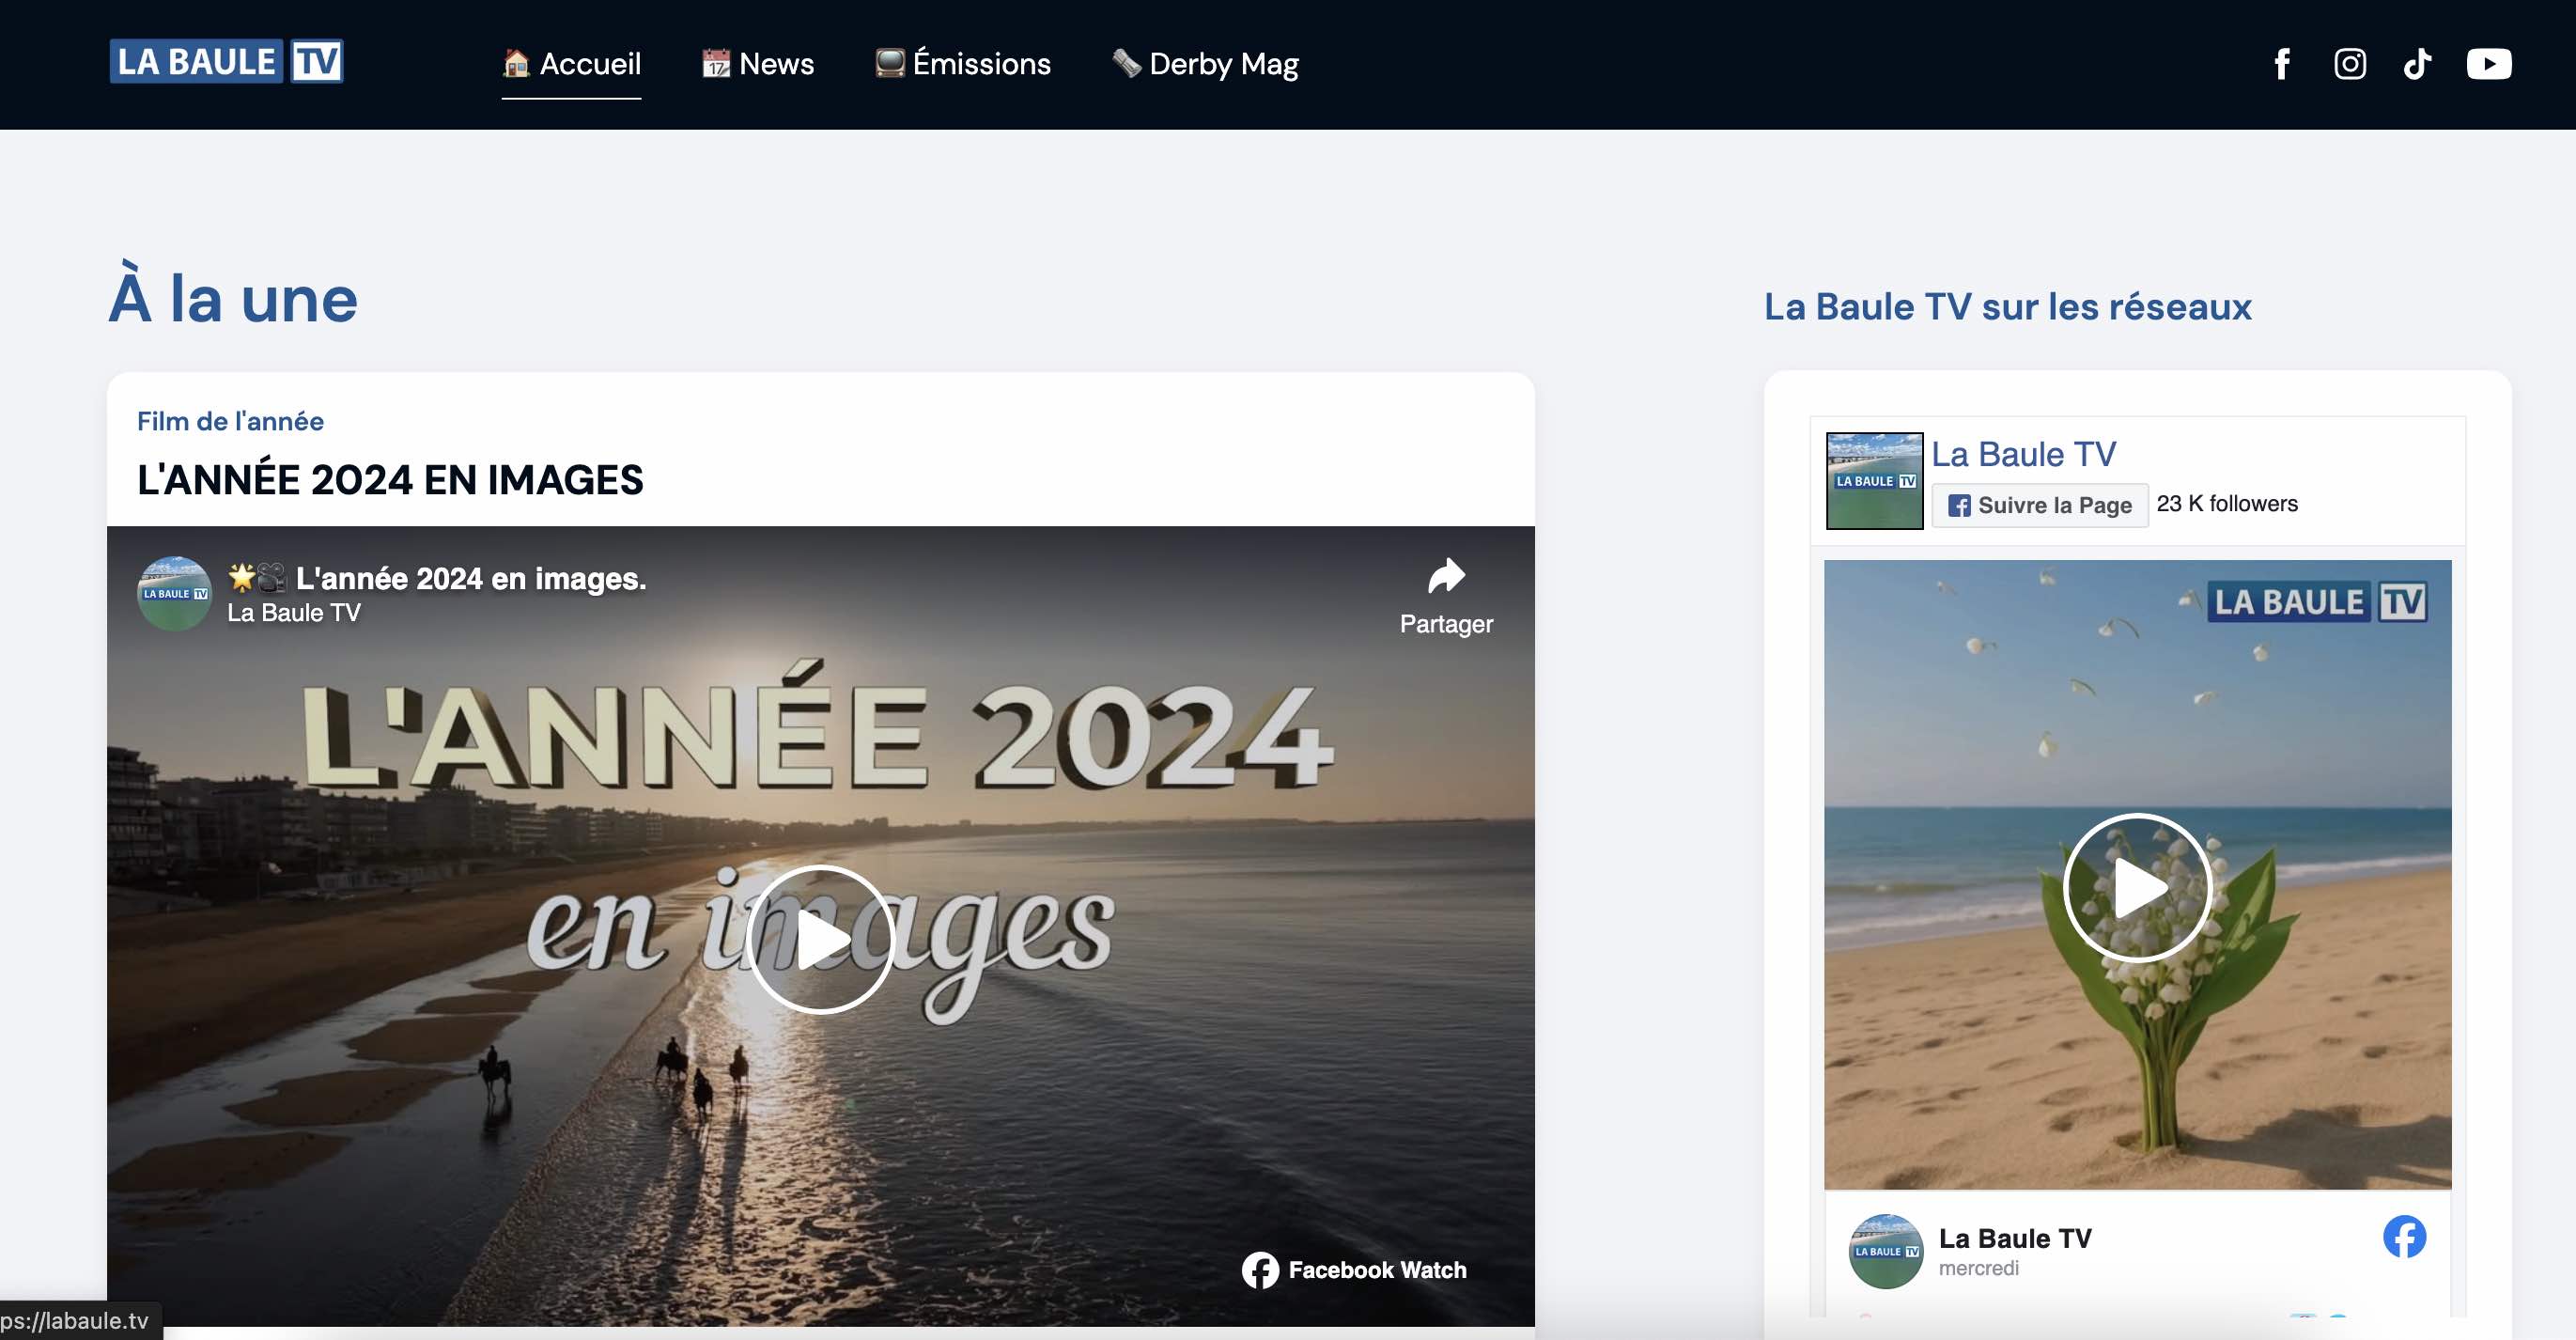 LA BAULE TV
Accueil
News
Émissions
Derby Mag
À la une
Film de l'année
L'ANNÉE 2024 EN IMAGES
LA BAULE TV
L'année 2024 en images.
La Baule TV
Partager
L'ANNÉE 2024
en images
Facebook Watch
La Baule TV sur les réseaux
LA BAULE TV
La Baule TV
Suivre la Page
23 K followers
LA BAULE TV
LA BAULE TV
La Baule TV
mercredi
ps://labaule.tv